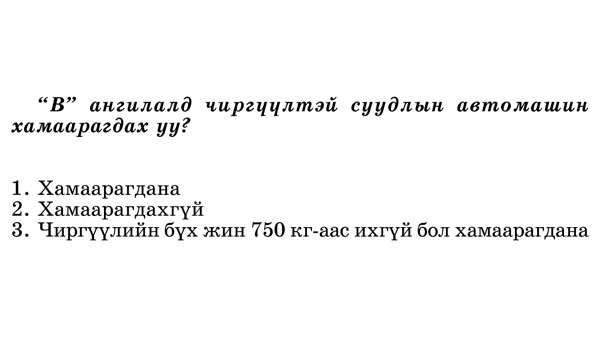 “В” ангилалд чиргүүлтэй суудлын автомашин
хамаарагдах уу?
1. Хамаарагдана
2. Хамаарагдахгүй
3. Чиргүүлийн бүх жин 750 кг-аас ихгүй бол хамаарагдана